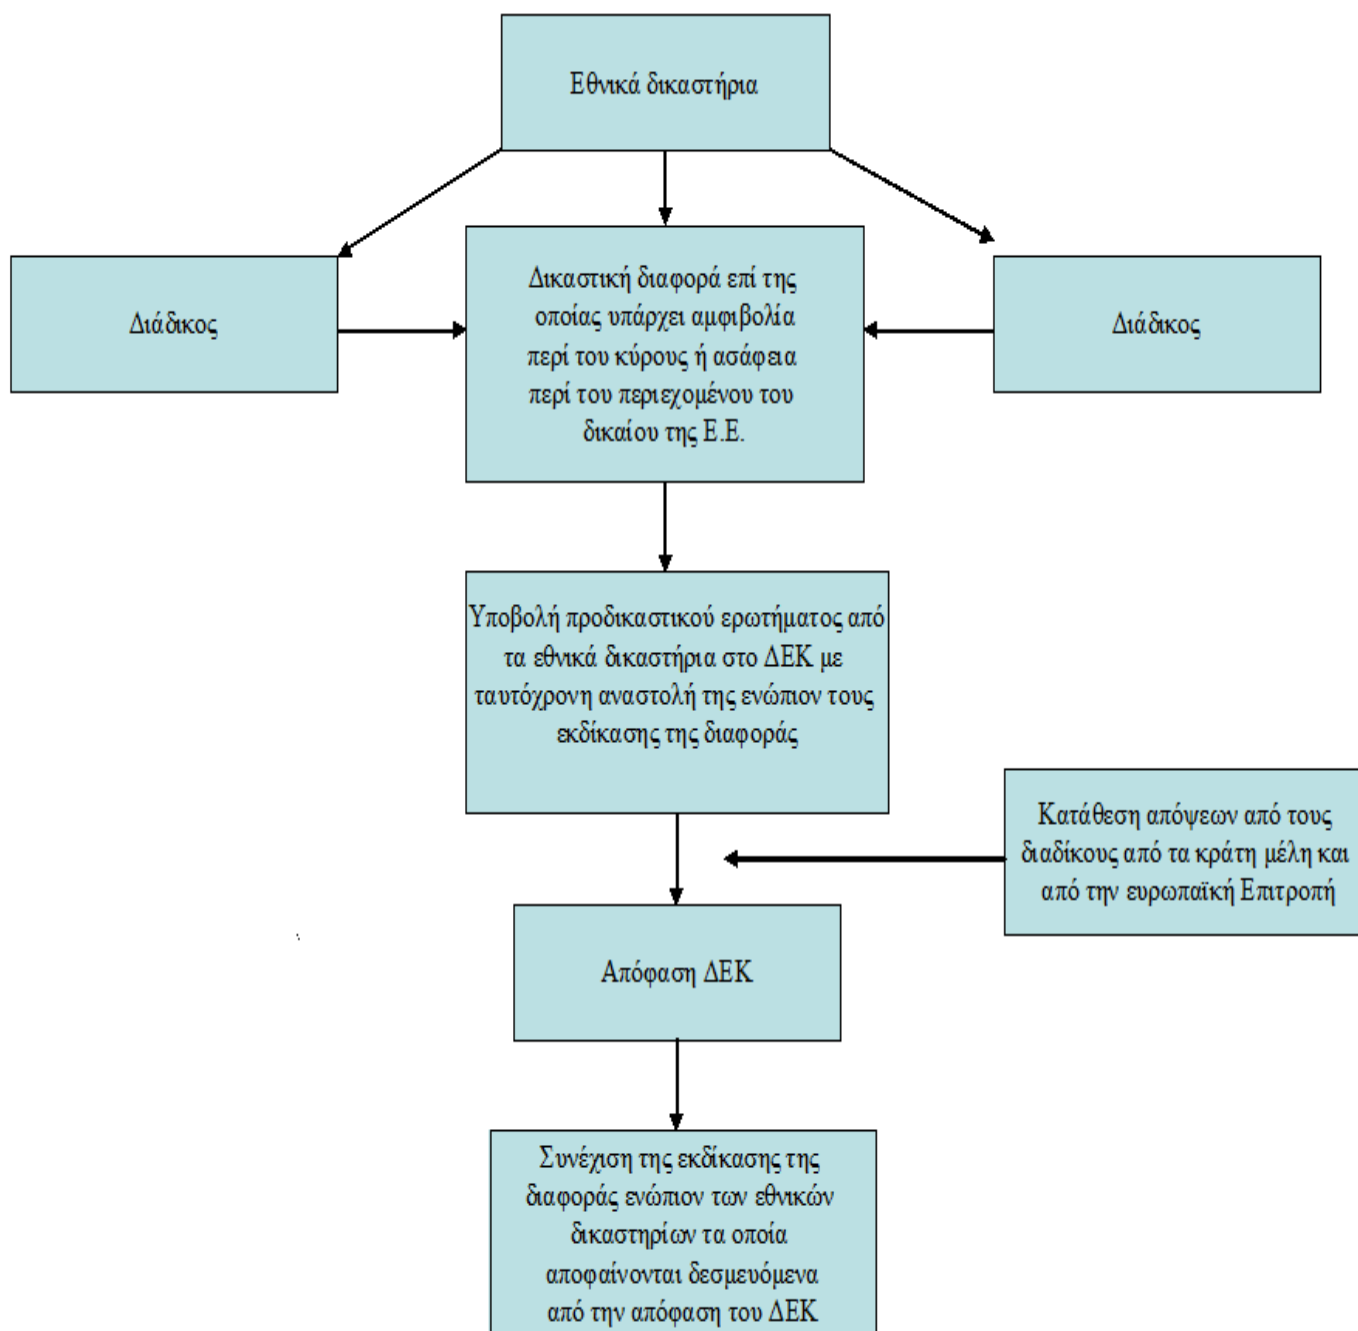 Εθνικά δικαστήρια
Διάδικος
Δικαστική διαφορά επί της
οποίας υπάρχει αμφιβολία
περί του κύρους ή ασάφεια
περί του περιεχομένου του
δικαίου της Ε.Ε.
Διάδικος
Υποβολή προδικαστικού ερωτήματος από
τα εθνικά δικαστήρια στο ΔΕΚ με
ταυτόχρονη αναστολή της ενώπιον τους
εκδίκασης της διαφοράς
Κατάθεση απόψεων από τους
διαδίκους από τα κράτη μέλη και
από την ευρωπαϊκή Επιτροπή
Απόφαση ΔΕΚ
Συνέχιση της εκδίκασης της
διαφοράς ενώπιον των εθνικών
δικαστηρίων τα οποία
αποφαίνονται δεσμευόμενα
από την απόφαση του ΔΕΚ